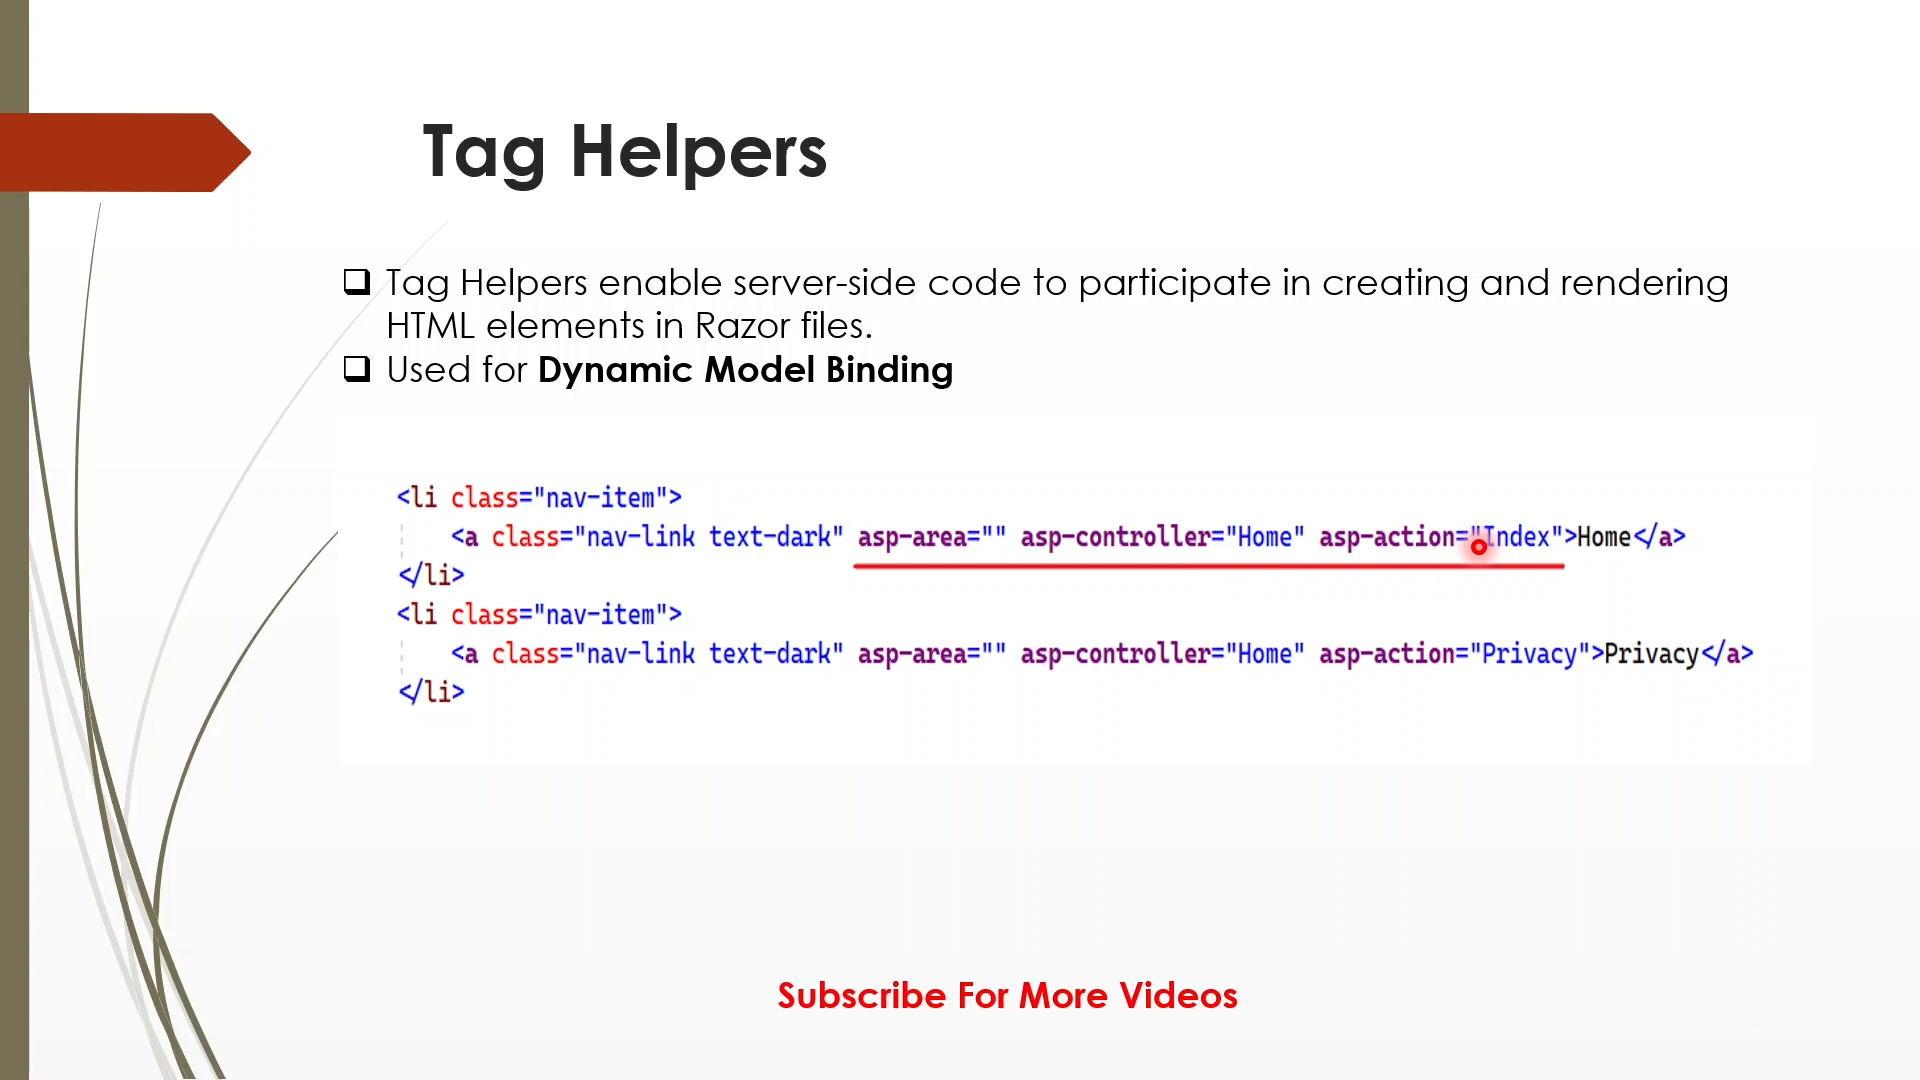 Tag Helpers
Tag Helpers enable server-side code to participate in creating and rendering
HTML elements in Razor files.
Used for Dynamic Model Binding
<li class="nav-item">
<a class="nav-link text-dark" asp-area="" asp-controller="Home" asp-action="Index">Home</a>
</li>
<li class="nav-item">
<a class="nav-link text-dark" asp-area="" asp-controller="Home" asp-action="Privacy">Privacy</a>
</li>
Subscribe For More Videos